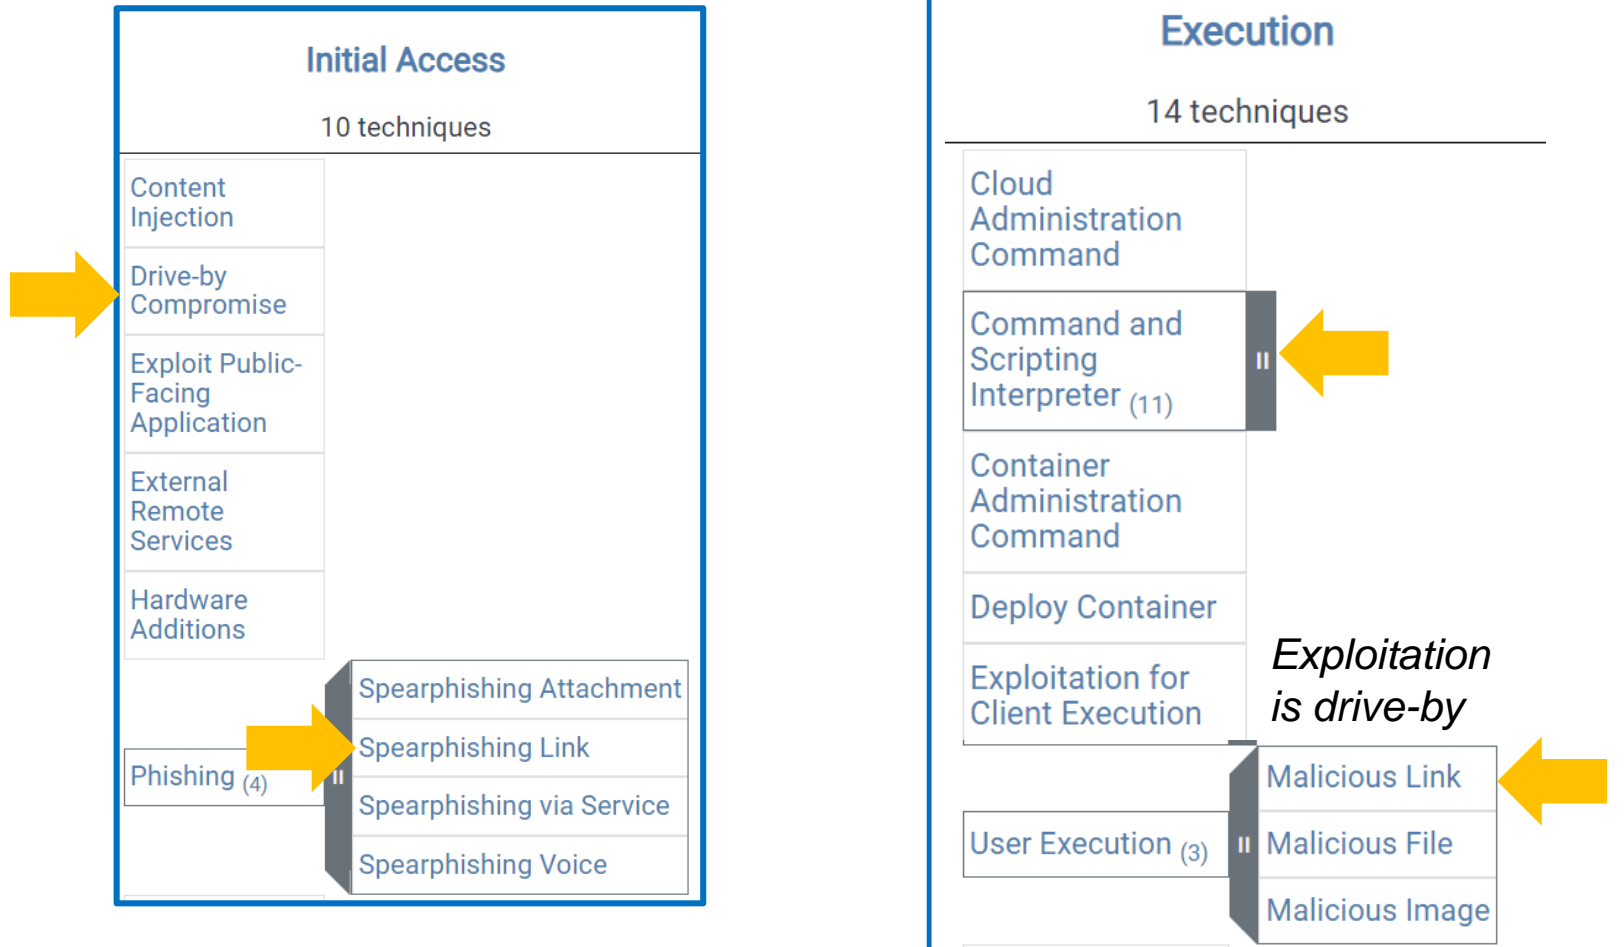 Initial Access
10 techniques
Content
Injection
Drive-by
Compromise
Exploit Public-
Facing
Application
External
Remote
Services
Hardware
Additions
Phishing (4)
II
Spearphishing Attachment
Spearphishing Link
Spearphishing via Service
Spearphishing Voice
Execution
14 techniques
Cloud
Administration
Command
Command and
Scripting
Interpreter (11)
II
Container
Administration
Command
Deploy Container
Exploitation for
Client Execution
Exploitation
is drive-by
User Execution (3)
II
Malicious Link
Malicious File
Malicious Image